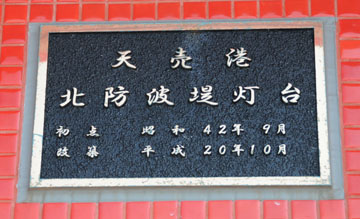 天売港
北防波堤灯台
初点 昭和 42年 9月
改築 平成 20年10月